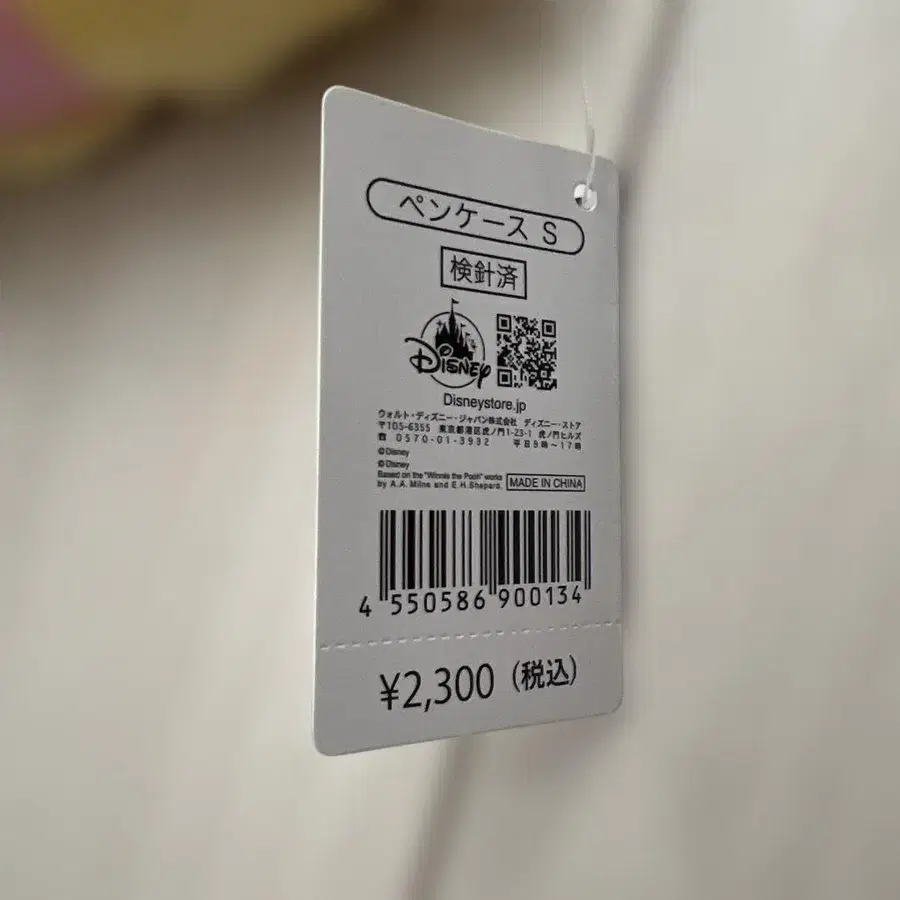 ペンケース S
検針済
Disney
Disneystore.jp
ウォルト・ディズニー・ジャパン株式会社 ディズニー・ストア
〒105-6355 東京都港区虎ノ門1-23-1 虎ノ門ヒルズ
☎ 0570-01-3932 平日9時〜17時
©Disney
©Disney
Based on the "Winnie the Pooh" works
by A.A. Milne and E.H. Shepard.
MADE IN CHINA
4 550586 900134
¥2,300 (税込)